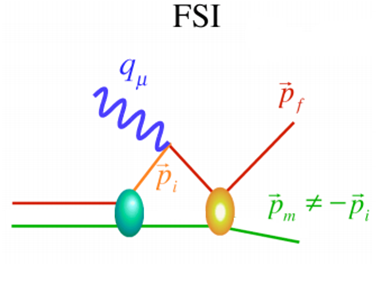 FSI
q_μ
p⃗_f
p⃗_i
p⃗_m ≠ −p⃗_i